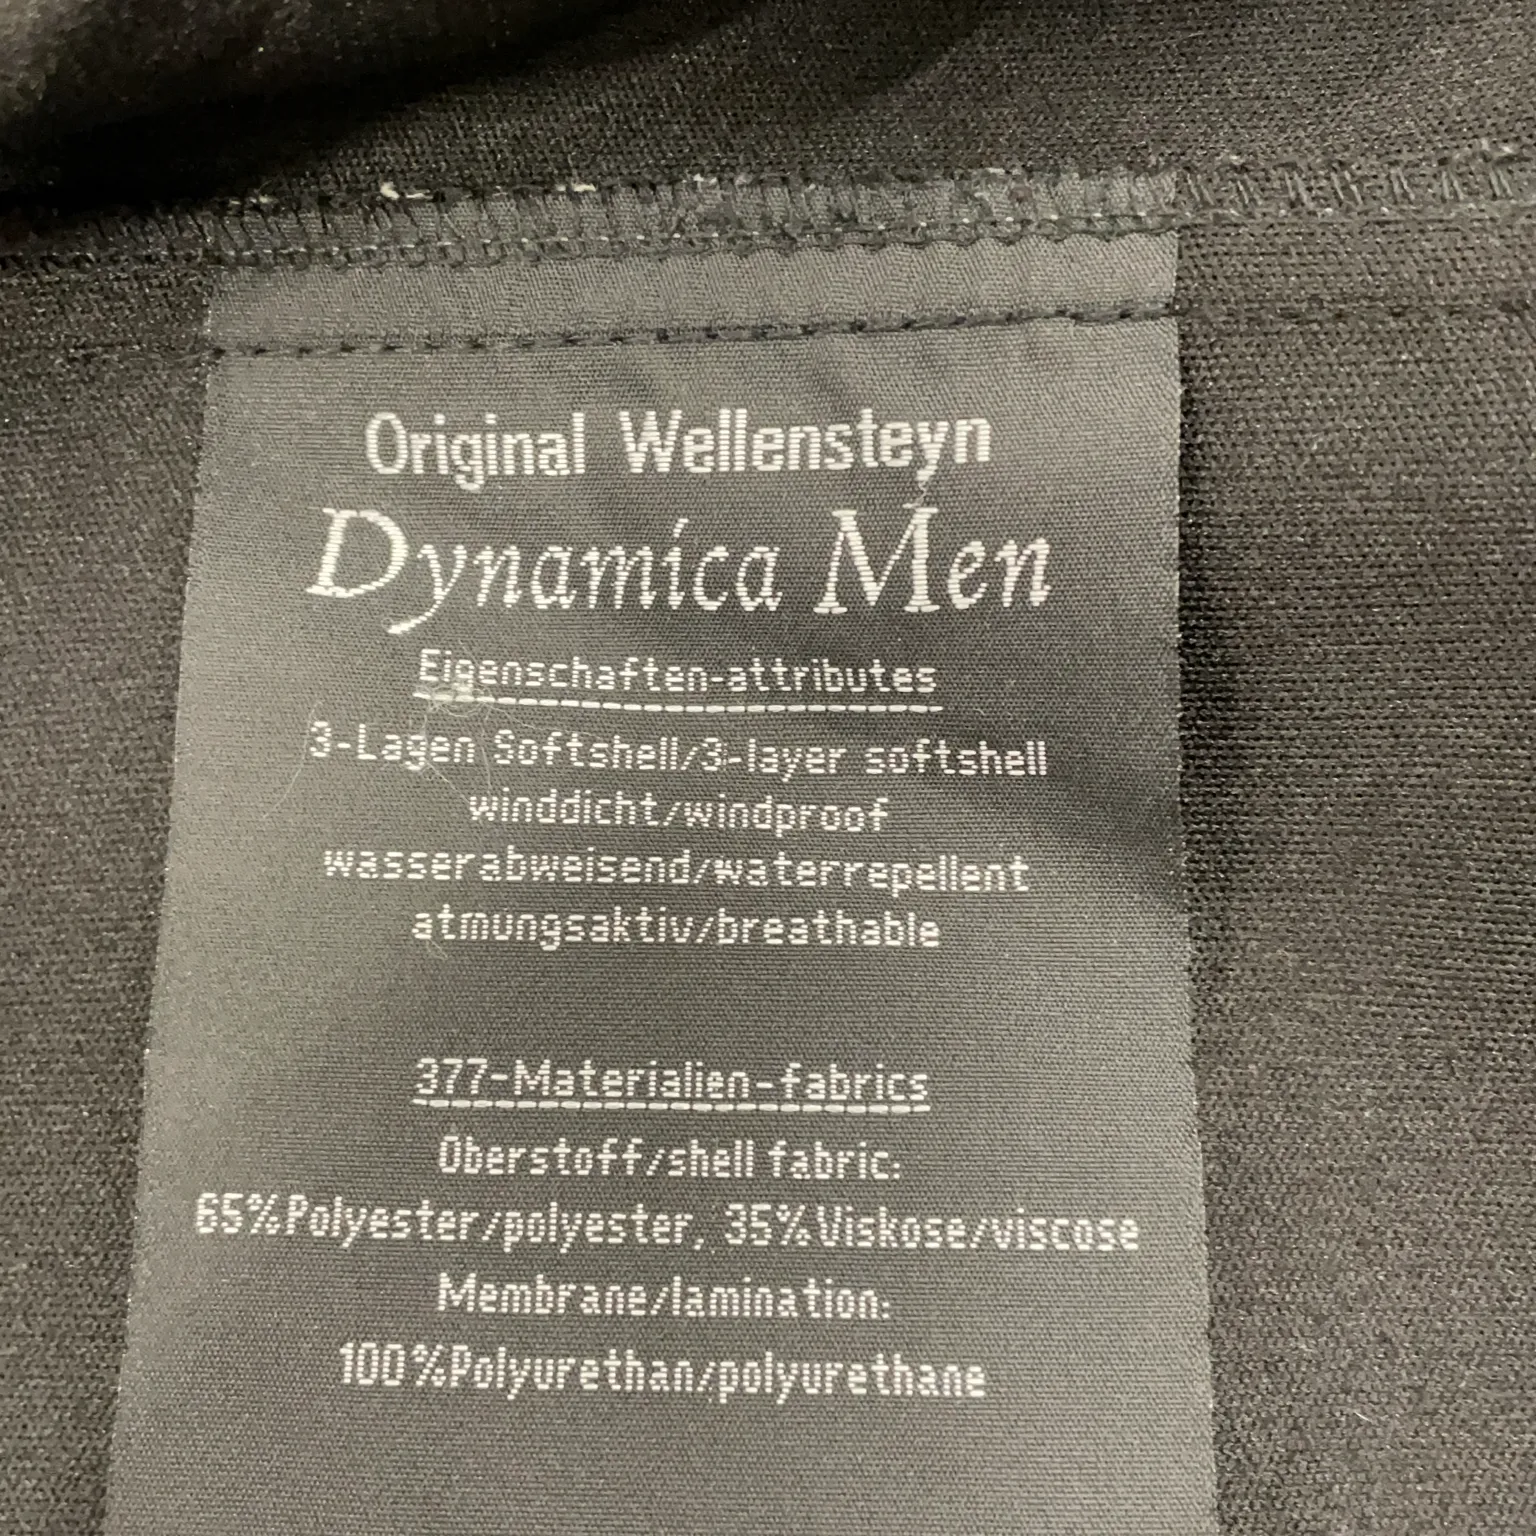 Original Wellensteyn
Dynamica Men
Eigenschaften-attributes
3-Lagen Softshell/3-layer softshell
winddicht/windproof
wasserabweisend/waterrepellent
atmungsaktiv/breathable
377-Materialien-fabrics
Oberstoff/shell fabric:
65%Polyester/polyester, 35%Viskose/viscose
Membrane/lamination:
100%Polyurethan/polyurethane